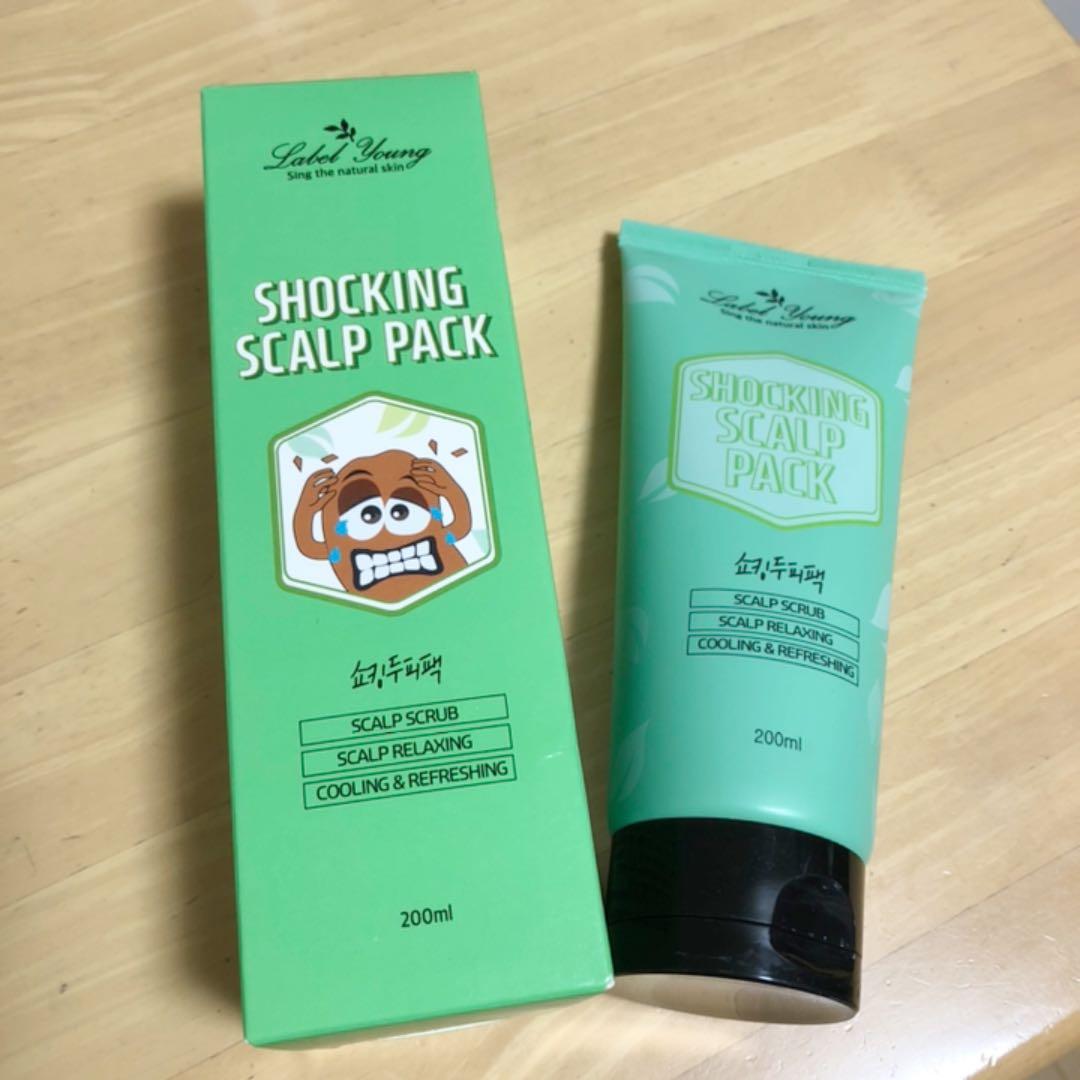 Label Young
Sing the natural skin
SHOCKING
SCALP PACK
쇼킹두피팩
SCALP SCRUB
SCALP RELAXING
COOLING & REFRESHING
200ml
Label Young
Sing the natural skin
SHOCKING
SCALP
PACK
쇼킹두피팩
SCALP SCRUB
SCALP RELAXING
COOLING & REFRESHING
200ml